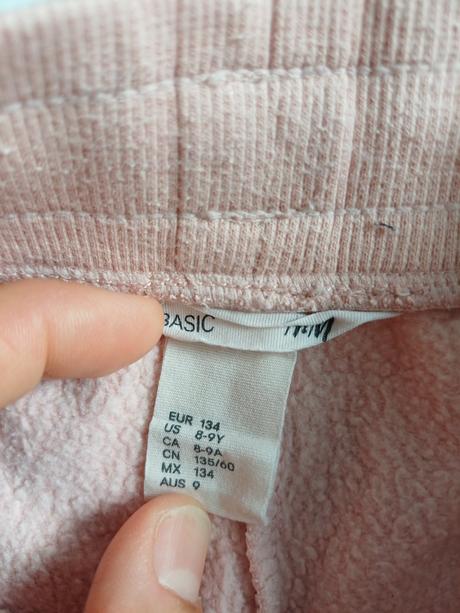 BASIC
EUR 134
US 8-9Y
CA 8-9A
CN 135/60
MX 134
AUS 9